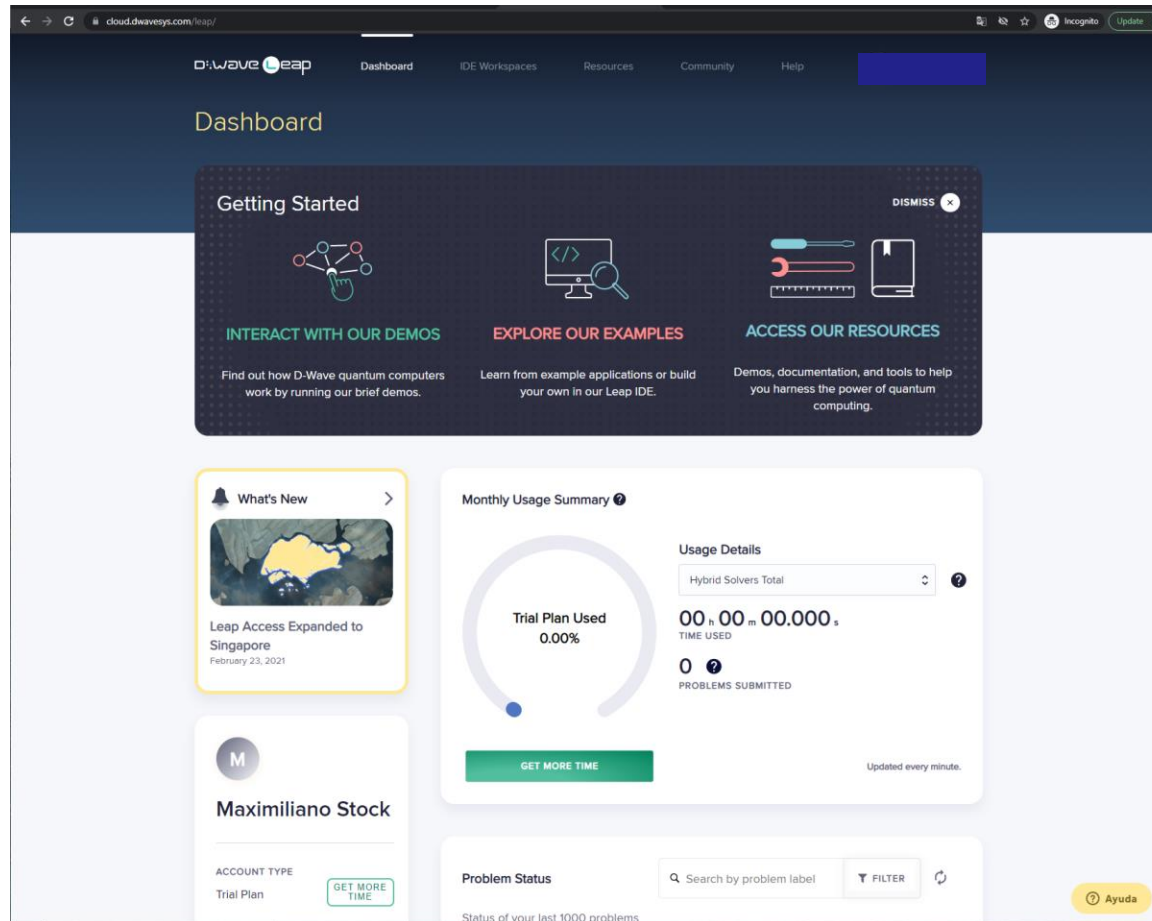 cloud.dwavesys.com/leap/
Incognito
Update
D:Wave Leap
Dashboard
IDE Workspaces
Resources
Community
Help
Dashboard
Getting Started
DISMISS
</>
INTERACT WITH OUR DEMOS
Find out how D-Wave quantum computers
work by running our brief demos.
EXPLORE OUR EXAMPLES
Learn from example applications or build
your own in our Leap IDE.
ACCESS OUR RESOURCES
Demos, documentation, and tools to help
you harness the power of quantum
computing.
What's New
Leap Access Expanded to
Singapore
February 23, 2021
Monthly Usage Summary ?
Trial Plan Used
0.00%
Usage Details
Hybrid Solvers Total
?
00 h 00 m 00.000 s
TIME USED
0 ?
PROBLEMS SUBMITTED
GET MORE TIME
Updated every minute.
M
Maximiliano Stock
ACCOUNT TYPE
Trial Plan
GET MORE
TIME
Problem Status
Search by problem label
FILTER
Status of your last 1000 problems
? Ayuda